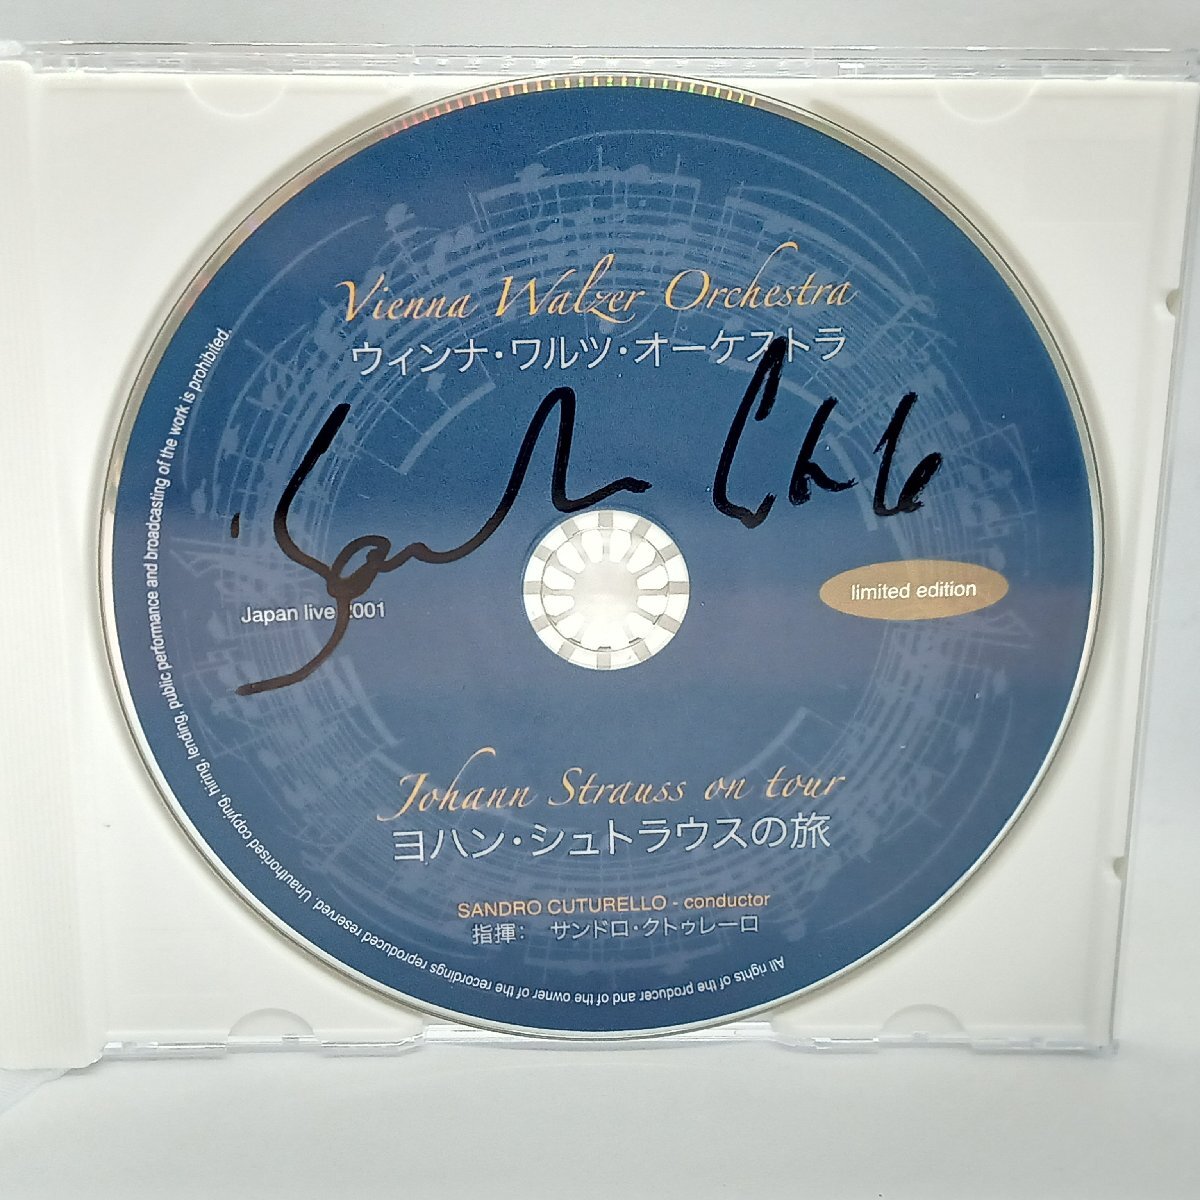 Vienna Walzer Orchestra
ウィンナ・ワルツ・オーケストラ
Japan live 2001
limited edition
Johann Strauss on tour
ヨハン・シュトラウスの旅
SANDRO CUTURELLO - conductor
指揮： サンドロ・クトゥレーロ
All rights of the producer and of the owner of the recordings reproduced reserved. Unauthorised copying, hiring, lending, public performance and broadcasting of the work is prohibited.